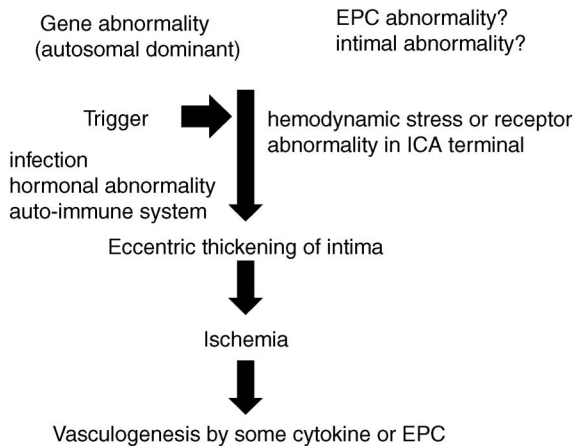 Gene abnormality
(autosomal dominant)
EPC abnormality?
intimal abnormality?
Trigger
hemodynamic stress or receptor
abnormality in ICA terminal
infection
hormonal abnormality
auto-immune system
Eccentric thickening of intima
Ischemia
Vasculogenesis by some cytokine or EPC